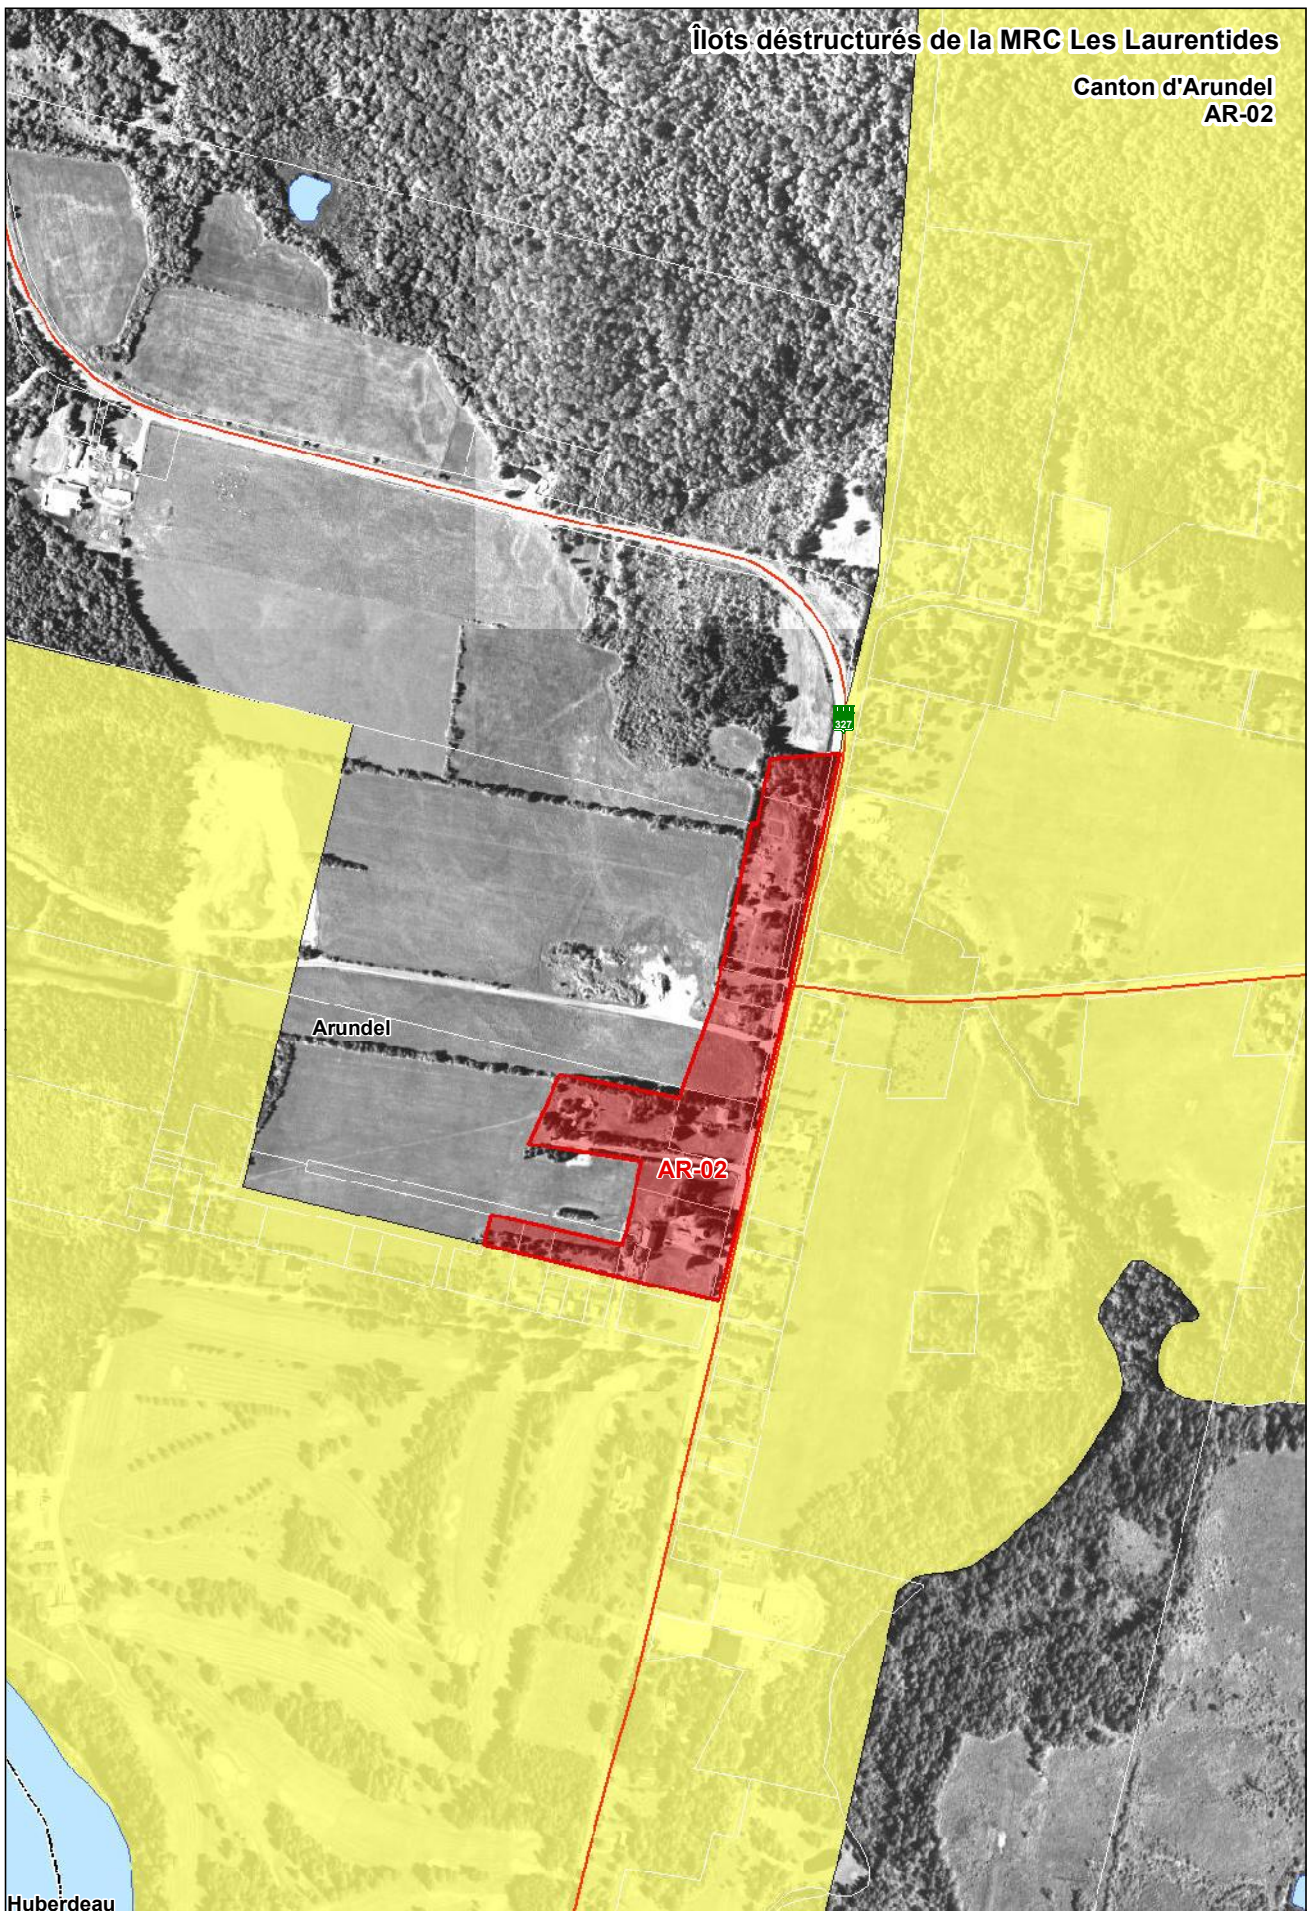 Îlots déstructurés de la MRC Les Laurentides
Canton d'Arundel
AR-02
327
Arundel
AR-02
Huberdeau